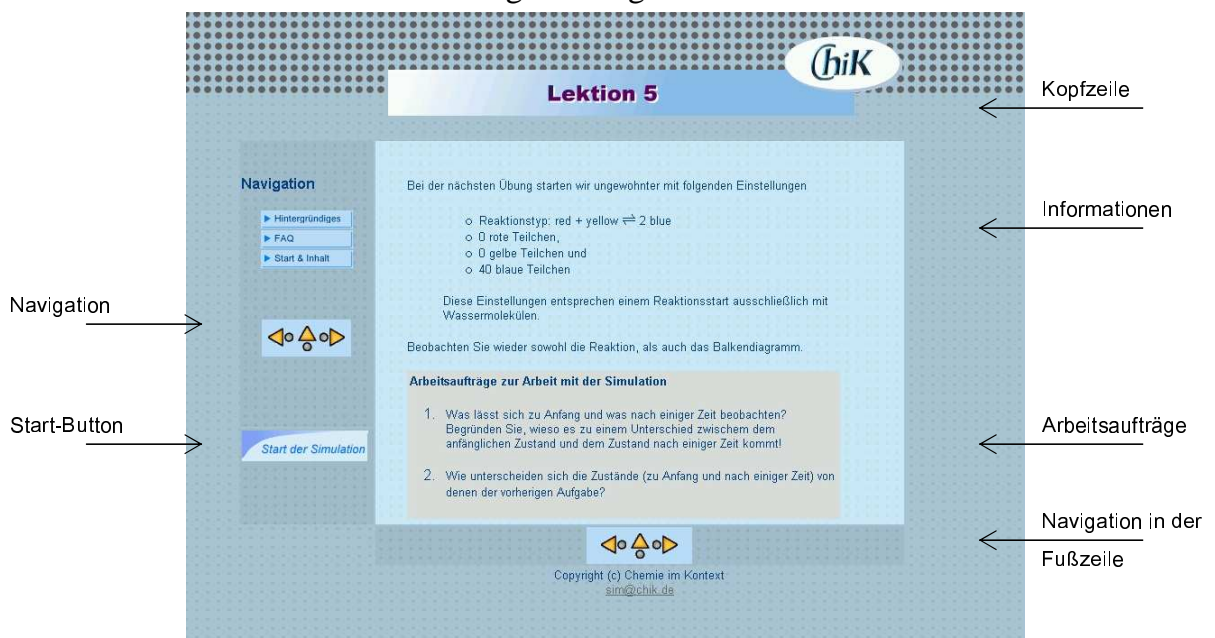 ChiK
Lektion 5
Kopfzeile
Navigation
Hintergründiges
FAQ
Start & Inhalt
Bei der nächsten Übung starten wir ungewohnter mit folgenden Einstellungen
o Reaktionstyp: red + yellow ⇌ 2 blue
o 0 rote Teilchen,
o 0 gelbe Teilchen und
o 40 blaue Teilchen
Diese Einstellungen entsprechen einem Reaktionsstart ausschließlich mit
Wassermolekülen.
Beobachten Sie wieder sowohl die Reaktion, als auch das Balkendiagramm.
Informationen
Navigation
Arbeitsaufträge zur Arbeit mit der Simulation
1. Was lässt sich zu Anfang und was nach einiger Zeit beobachten?
Begründen Sie, wieso es zu einem Unterschied zwischem dem
anfänglichen Zustand und dem Zustand nach einiger Zeit kommt!
2. Wie unterscheiden sich die Zustände (zu Anfang und nach einiger Zeit) von
denen der vorherigen Aufgabe?
Start-Button
Start der Simulation
Arbeitsaufträge
Navigation in der
Fußzeile
Copyright (c) Chemie im Kontext
sim@chik.de